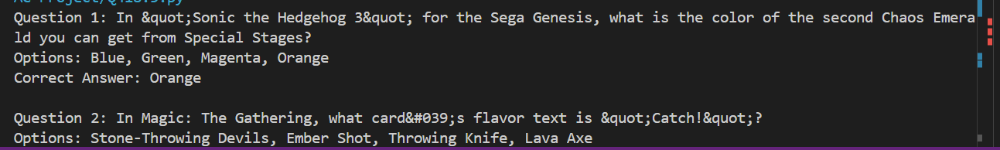 Question 1: In &quot;Sonic the Hedgehog 3&quot; for the Sega Genesis, what is the color of the second Chaos Emera
ld you can get from Special Stages?
Options: Blue, Green, Magenta, Orange
Correct Answer: Orange
Question 2: In Magic: The Gathering, what card&#039;s flavor text is &quot;Catch!&quot;?
Options: Stone-Throwing Devils, Ember Shot, Throwing Knife, Lava Axe